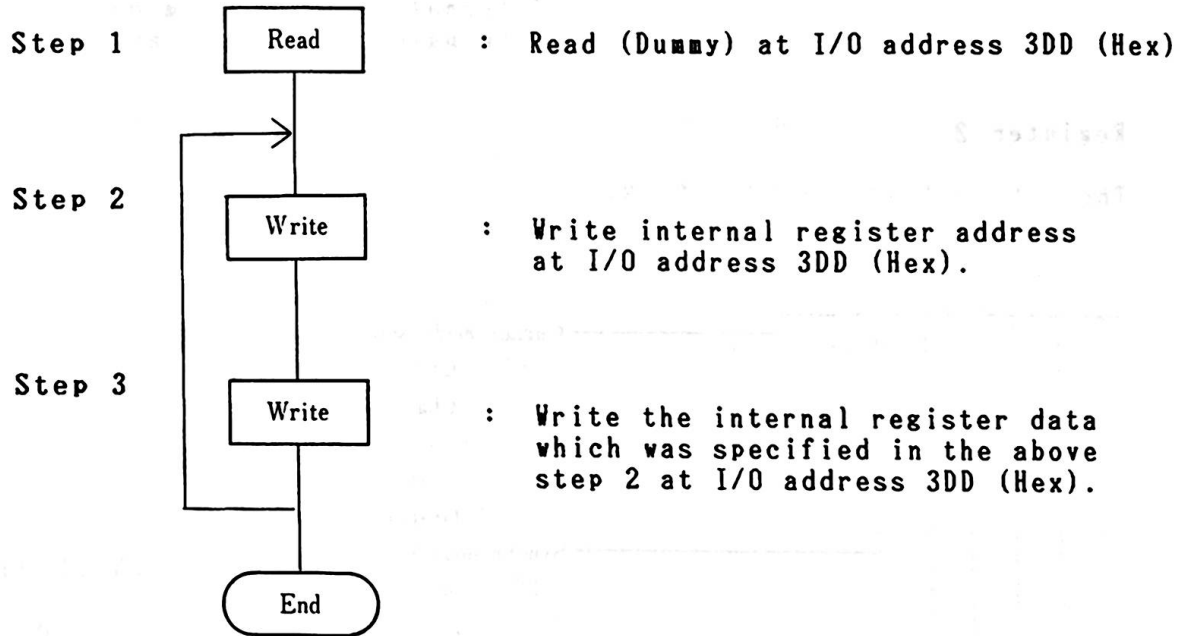 Step 1 Read : Read (Dummy) at I/O address 3DD (Hex)
Step 2 Write : Write internal register address
at I/O address 3DD (Hex).
Step 3 Write : Write the internal register data
which was specified in the above
step 2 at I/O address 3DD (Hex).
End